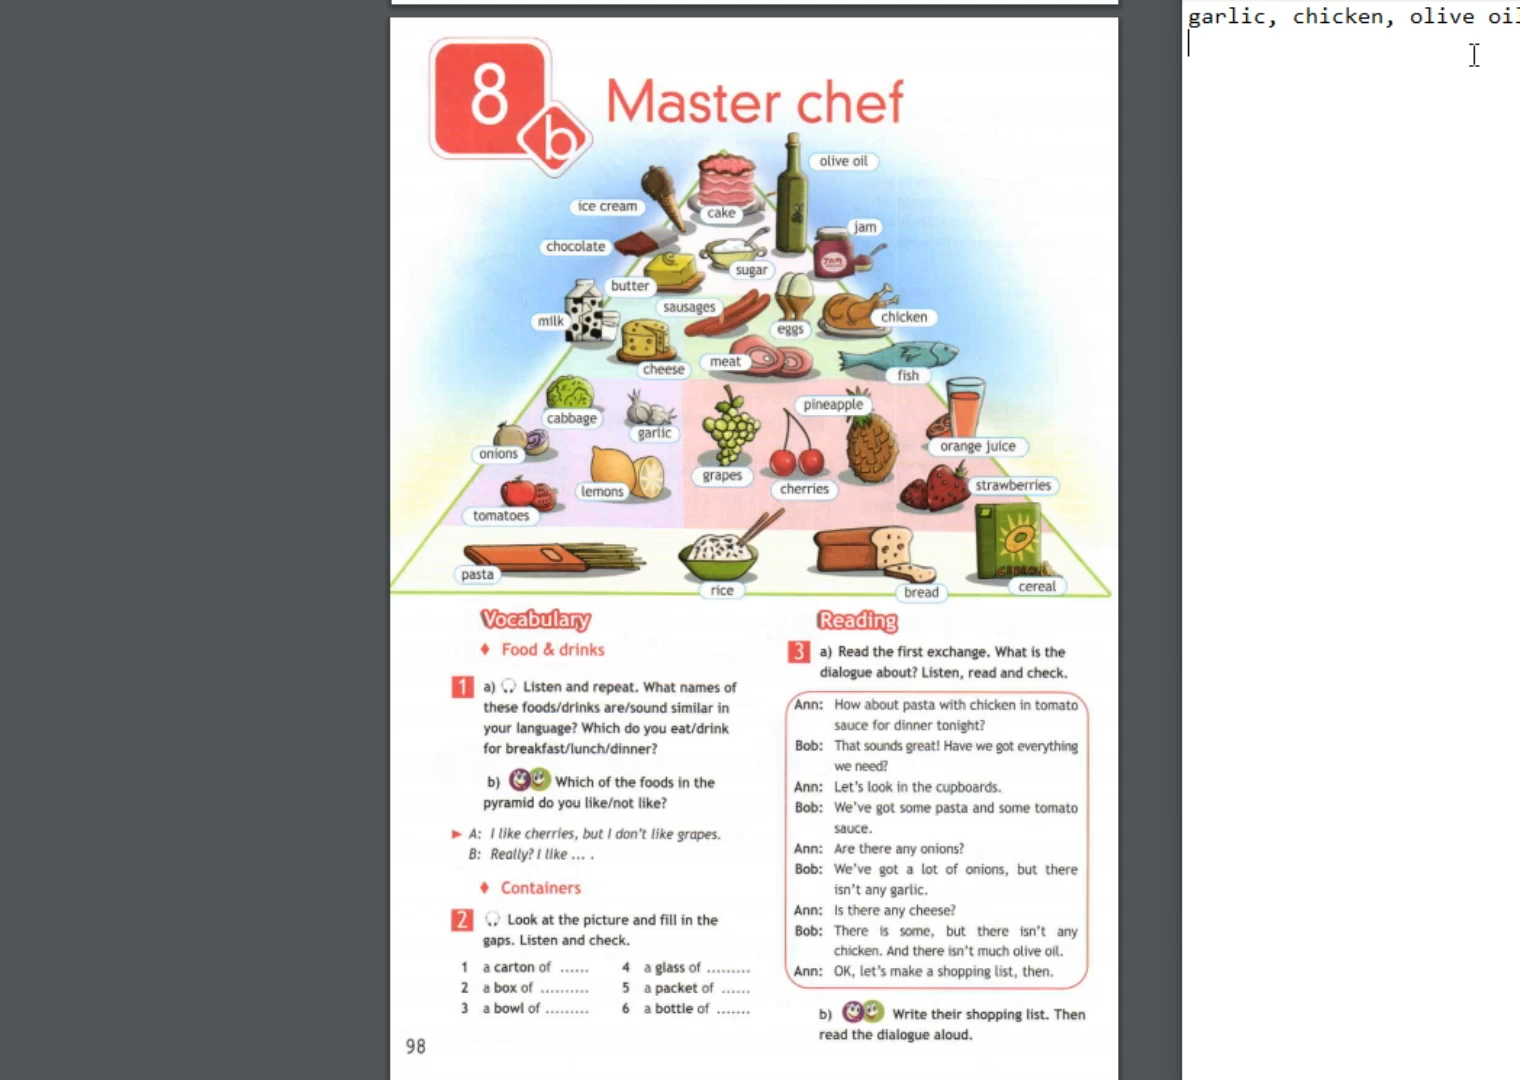 garlic, chicken, olive oil
8
b
Master chef
olive oil
ice cream
cake
jam
chocolate
sugar
JAM
butter
sausages
milk
eggs
chicken
cheese
meat
fish
cabbage
pineapple
garlic
onions
orange juice
grapes
lemons
cherries
strawberries
tomatoes
pasta
rice
bread
cereal
Vocabulary
♦ Food & drinks
1 a) Listen and repeat. What names of
these foods/drinks are/sound similar in
your language? Which do you eat/drink
for breakfast/lunch/dinner?
b) Which of the foods in the
pyramid do you like/not like?
► A: I like cherries, but I don't like grapes.
B: Really? I like ... .
♦ Containers
2 Look at the picture and fill in the
gaps. Listen and check.
1 a carton of ......
2 a box of ..........
3 a bowl of .........
4 a glass of .........
5 a packet of ......
6 a bottle of .......
98
Reading
3 a) Read the first exchange. What is the
dialogue about? Listen, read and check.
Ann: How about pasta with chicken in tomato
sauce for dinner tonight?
Bob: That sounds great! Have we got everything
we need?
Ann: Let's look in the cupboards.
Bob: We've got some pasta and some tomato
sauce.
Ann: Are there any onions?
Bob: We've got a lot of onions, but there
isn't any garlic.
Ann: Is there any cheese?
Bob: There is some, but there isn't any
chicken. And there isn't much olive oil.
Ann: OK, let's make a shopping list, then.
b) Write their shopping list. Then
read the dialogue aloud.